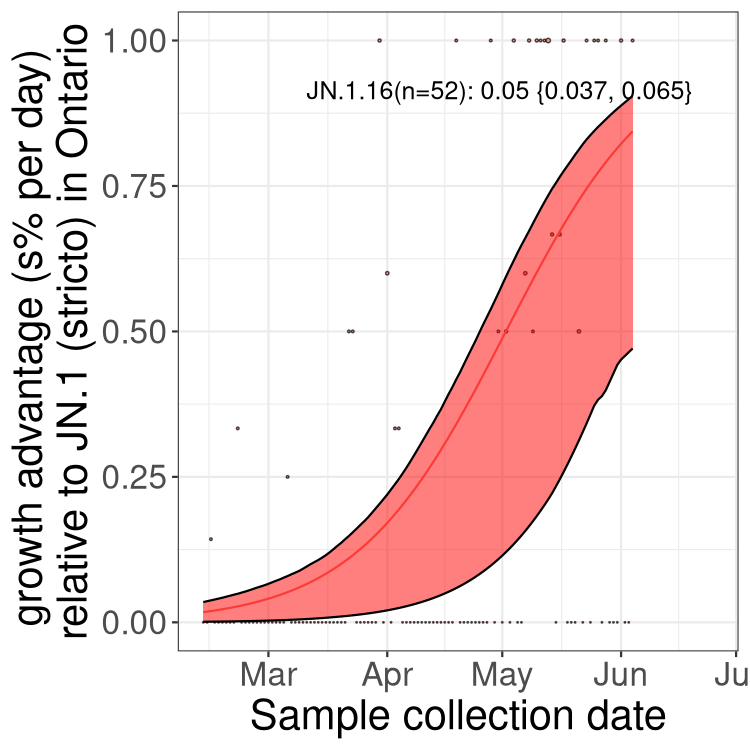 growth advantage (s% per day)
relative to JN.1 (stricto) in Ontario
1.00
0.75
0.50
0.25
0.00
JN.1.16(n=52): 0.05 {0.037, 0.065}
Mar Apr May Jun Ju
Sample collection date